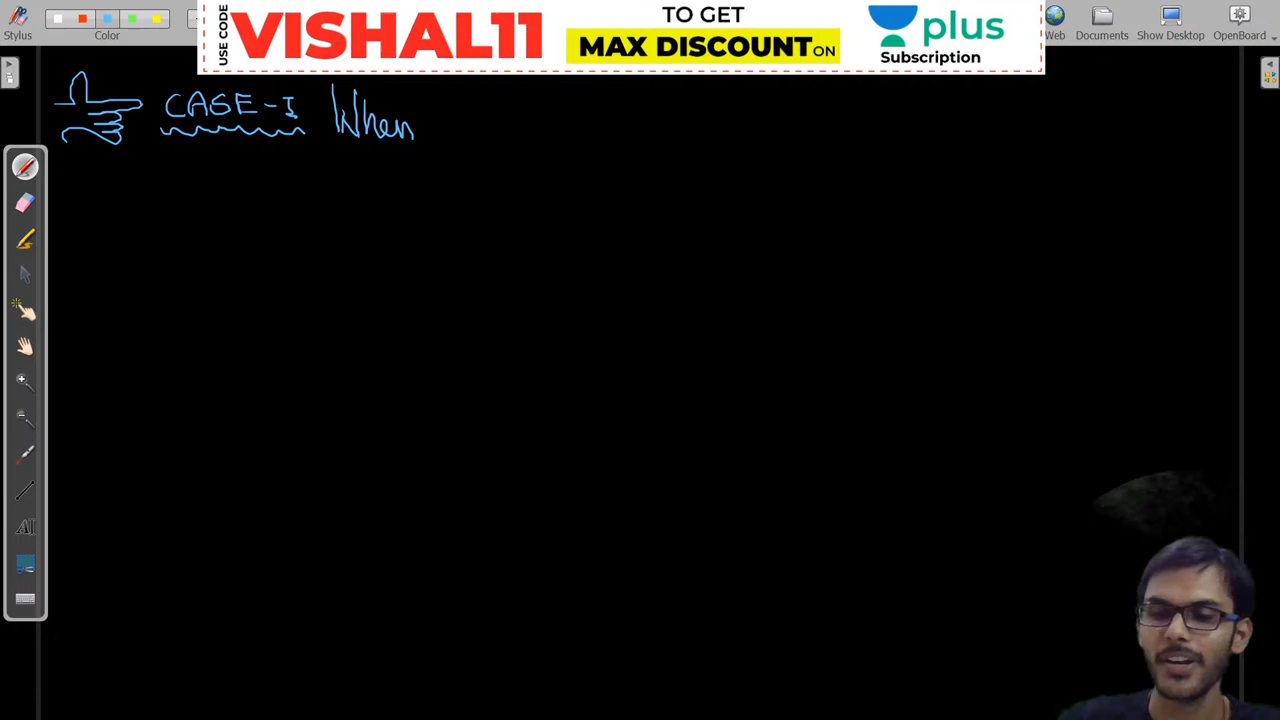 Stylus
Color
USE CODE
VISHAL11
TO GET
MAX DISCOUNT ON
plus
Subscription
Web
Documents
Show Desktop
OpenBoard
CASE-I When